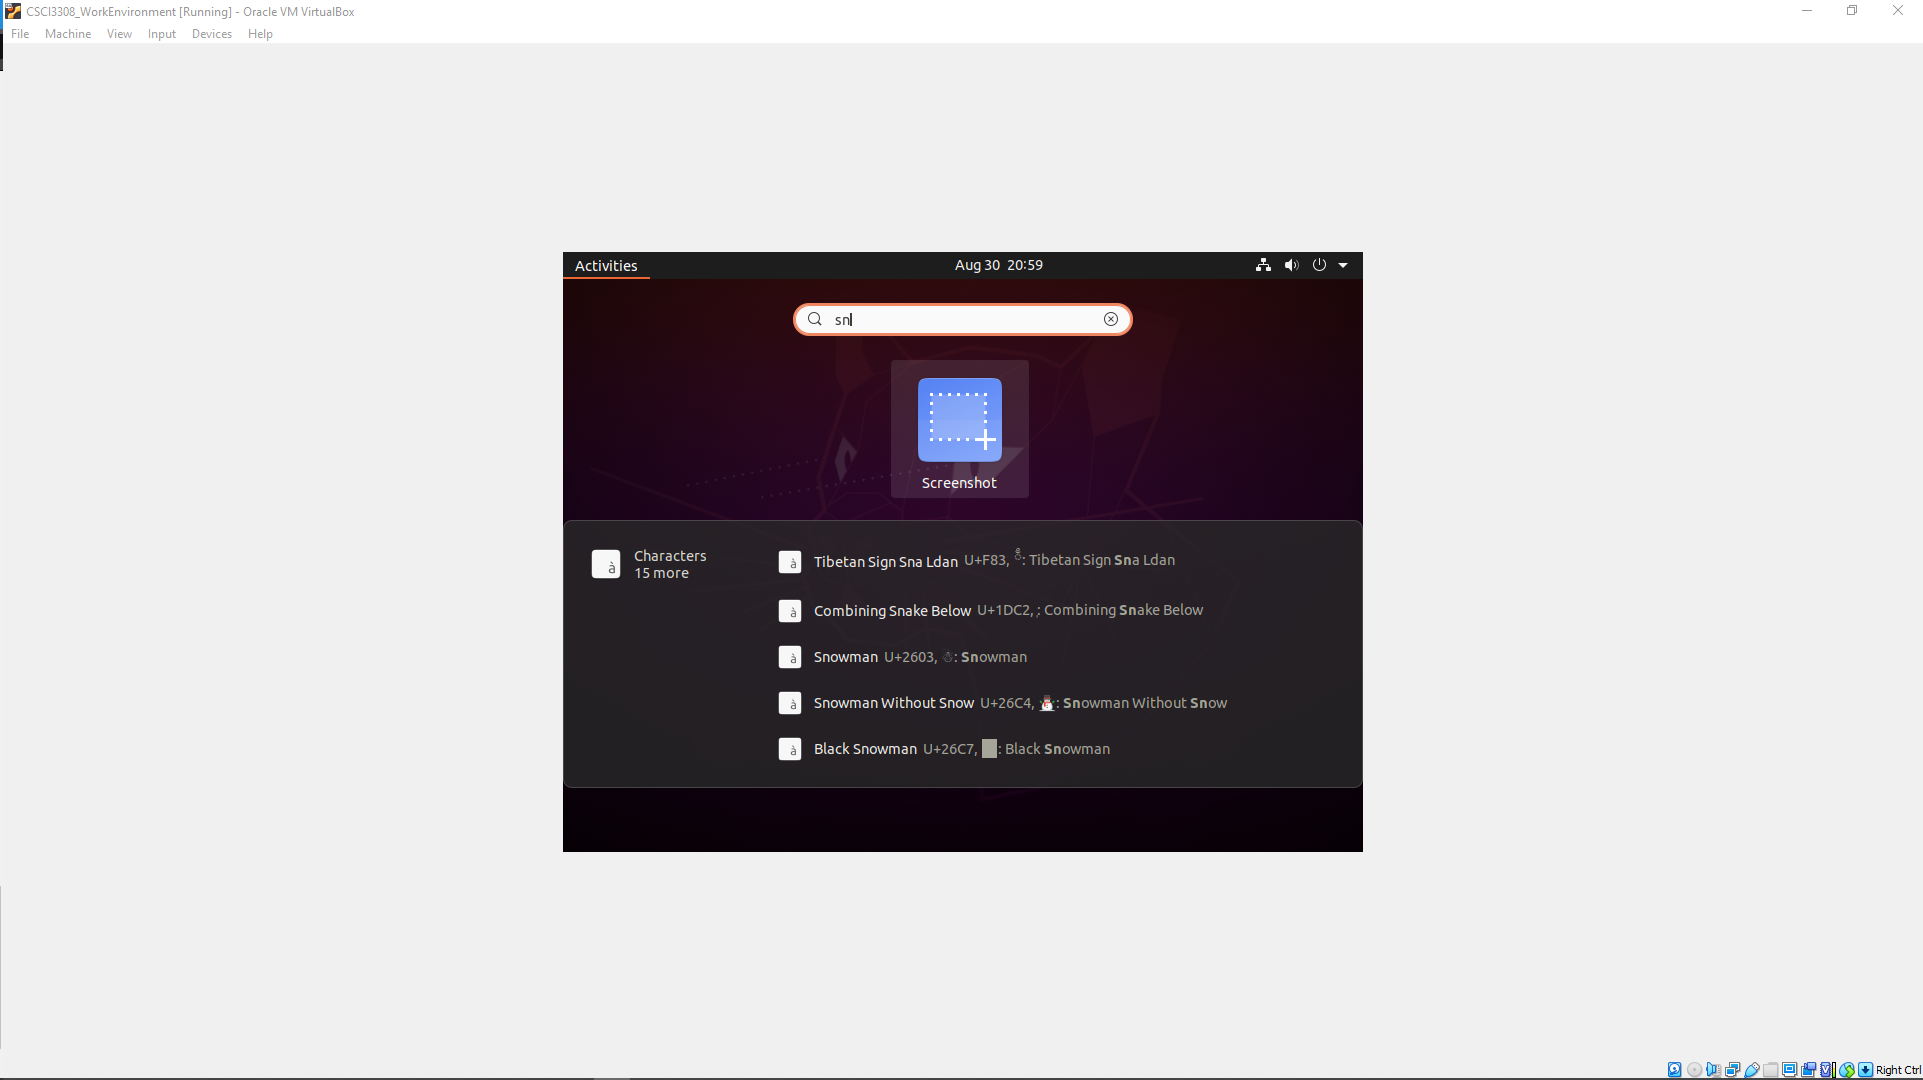 CSCI3308_WorkEnvironment [Running] - Oracle VM VirtualBox
File Machine View Input Devices Help
Activities Aug 30 20:59
sn
Screenshot
Characters
15 more
Tibetan Sign Sna Ldan U+F83, ྃ: Tibetan Sign Sna Ldan
Combining Snake Below U+1DC2, ᷂: Combining Snake Below
Snowman U+2603, ☃: Snowman
Snowman Without Snow U+26C4, ⛄: Snowman Without Snow
Black Snowman U+26C7, ⛇: Black Snowman
Right Ctrl